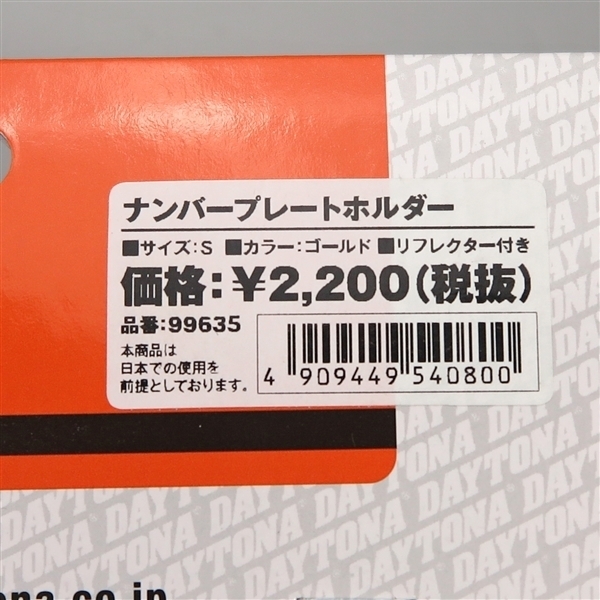 ナンバープレートホルダー
■サイズ:S ■カラー:ゴールド ■リフレクター付き
価格:¥2,200(税抜)
品番:99635
本商品は
日本での使用を
前提としております。
4 909449 540800
DAYTONA DAYTONA
ona.co.jp